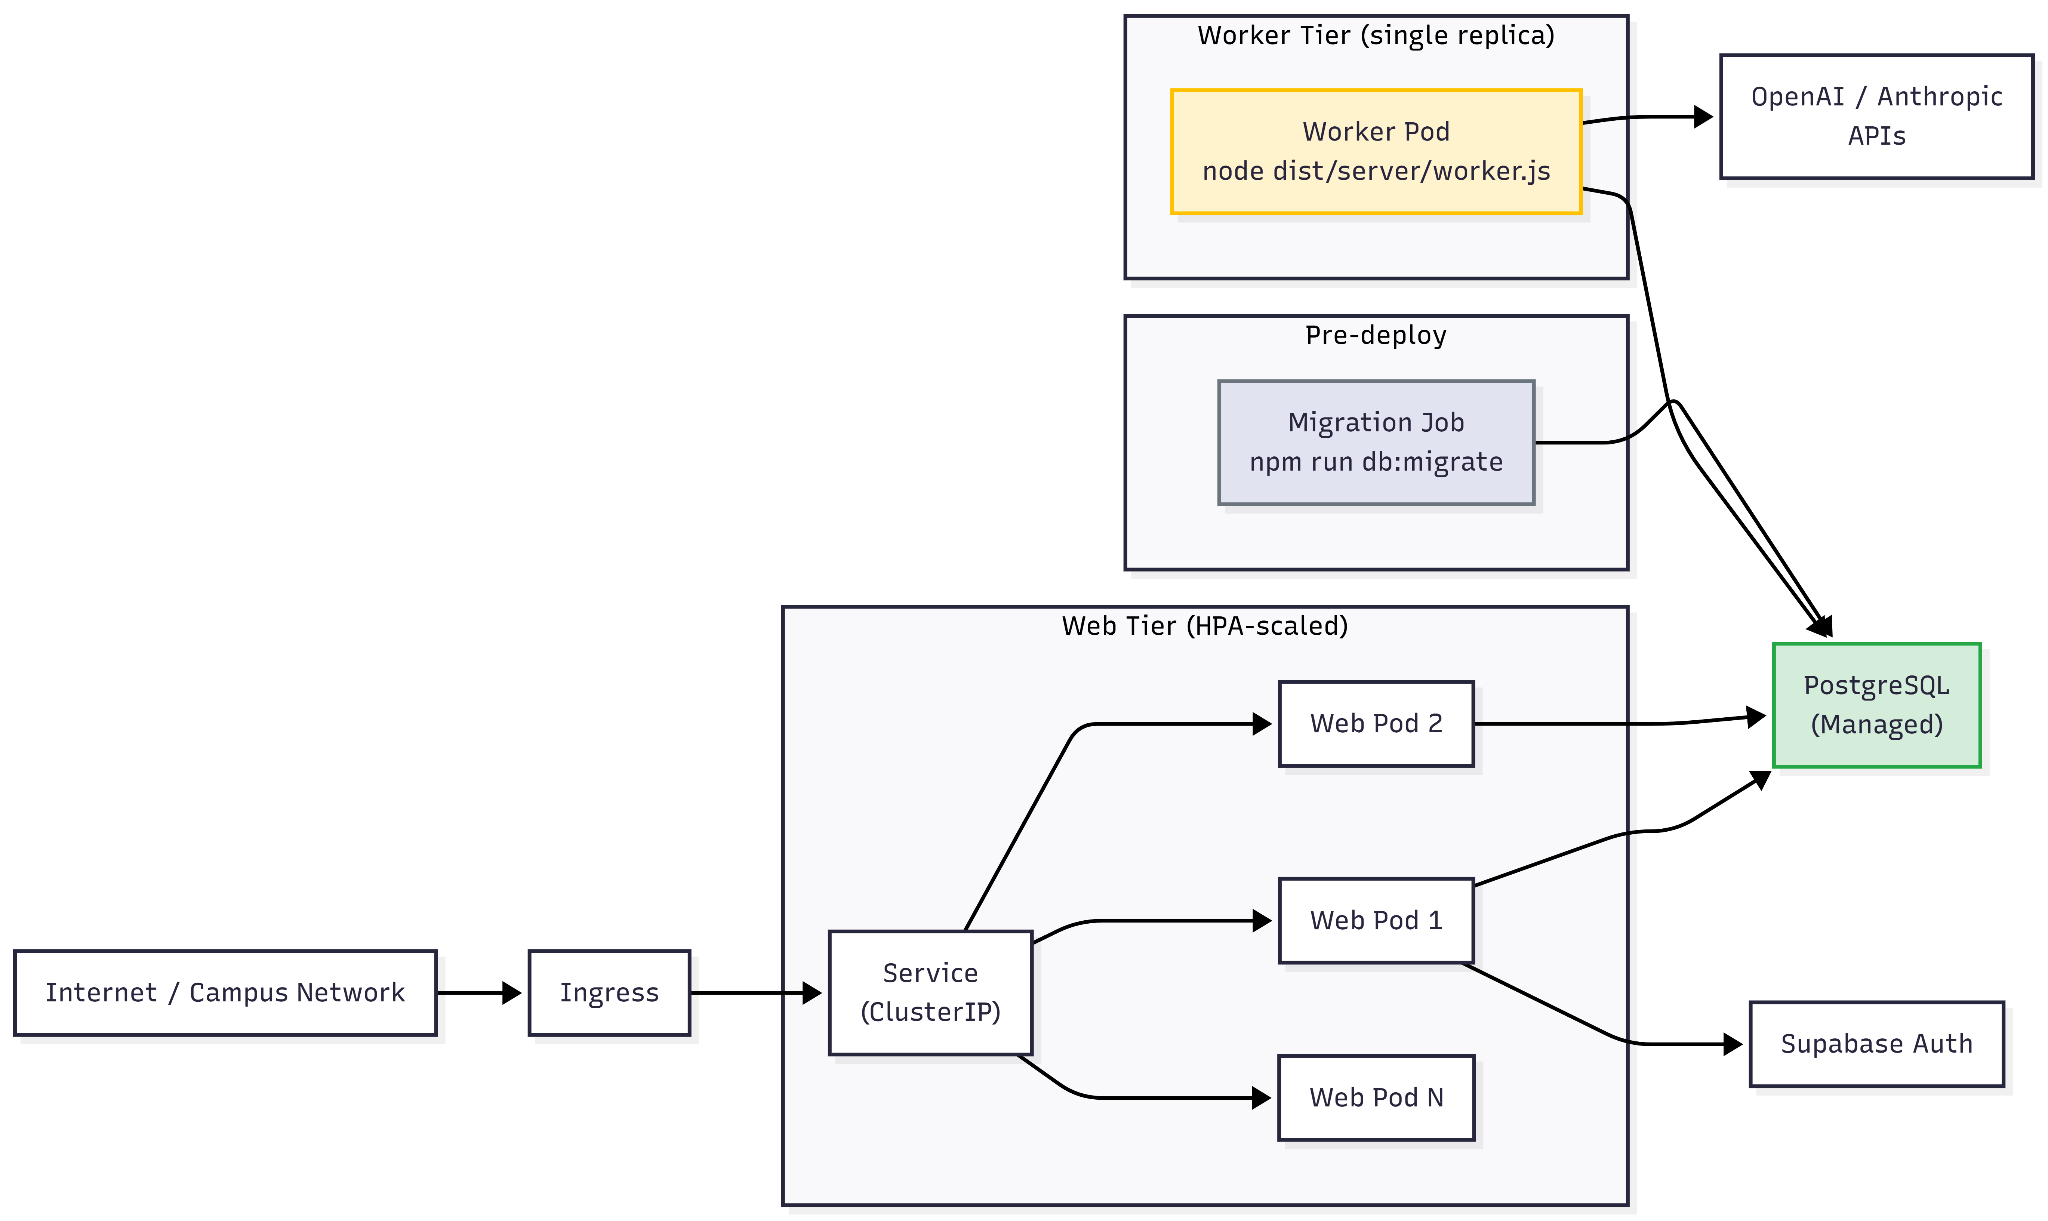 Worker Tier (single replica)
Worker Pod
node dist/server/worker.js
OpenAI / Anthropic
APIs
Pre-deploy
Migration Job
npm run db:migrate
Web Tier (HPA-scaled)
Web Pod 2
PostgreSQL
(Managed)
Web Pod 1
Internet / Campus Network
Ingress
Service
(ClusterIP)
Supabase Auth
Web Pod N